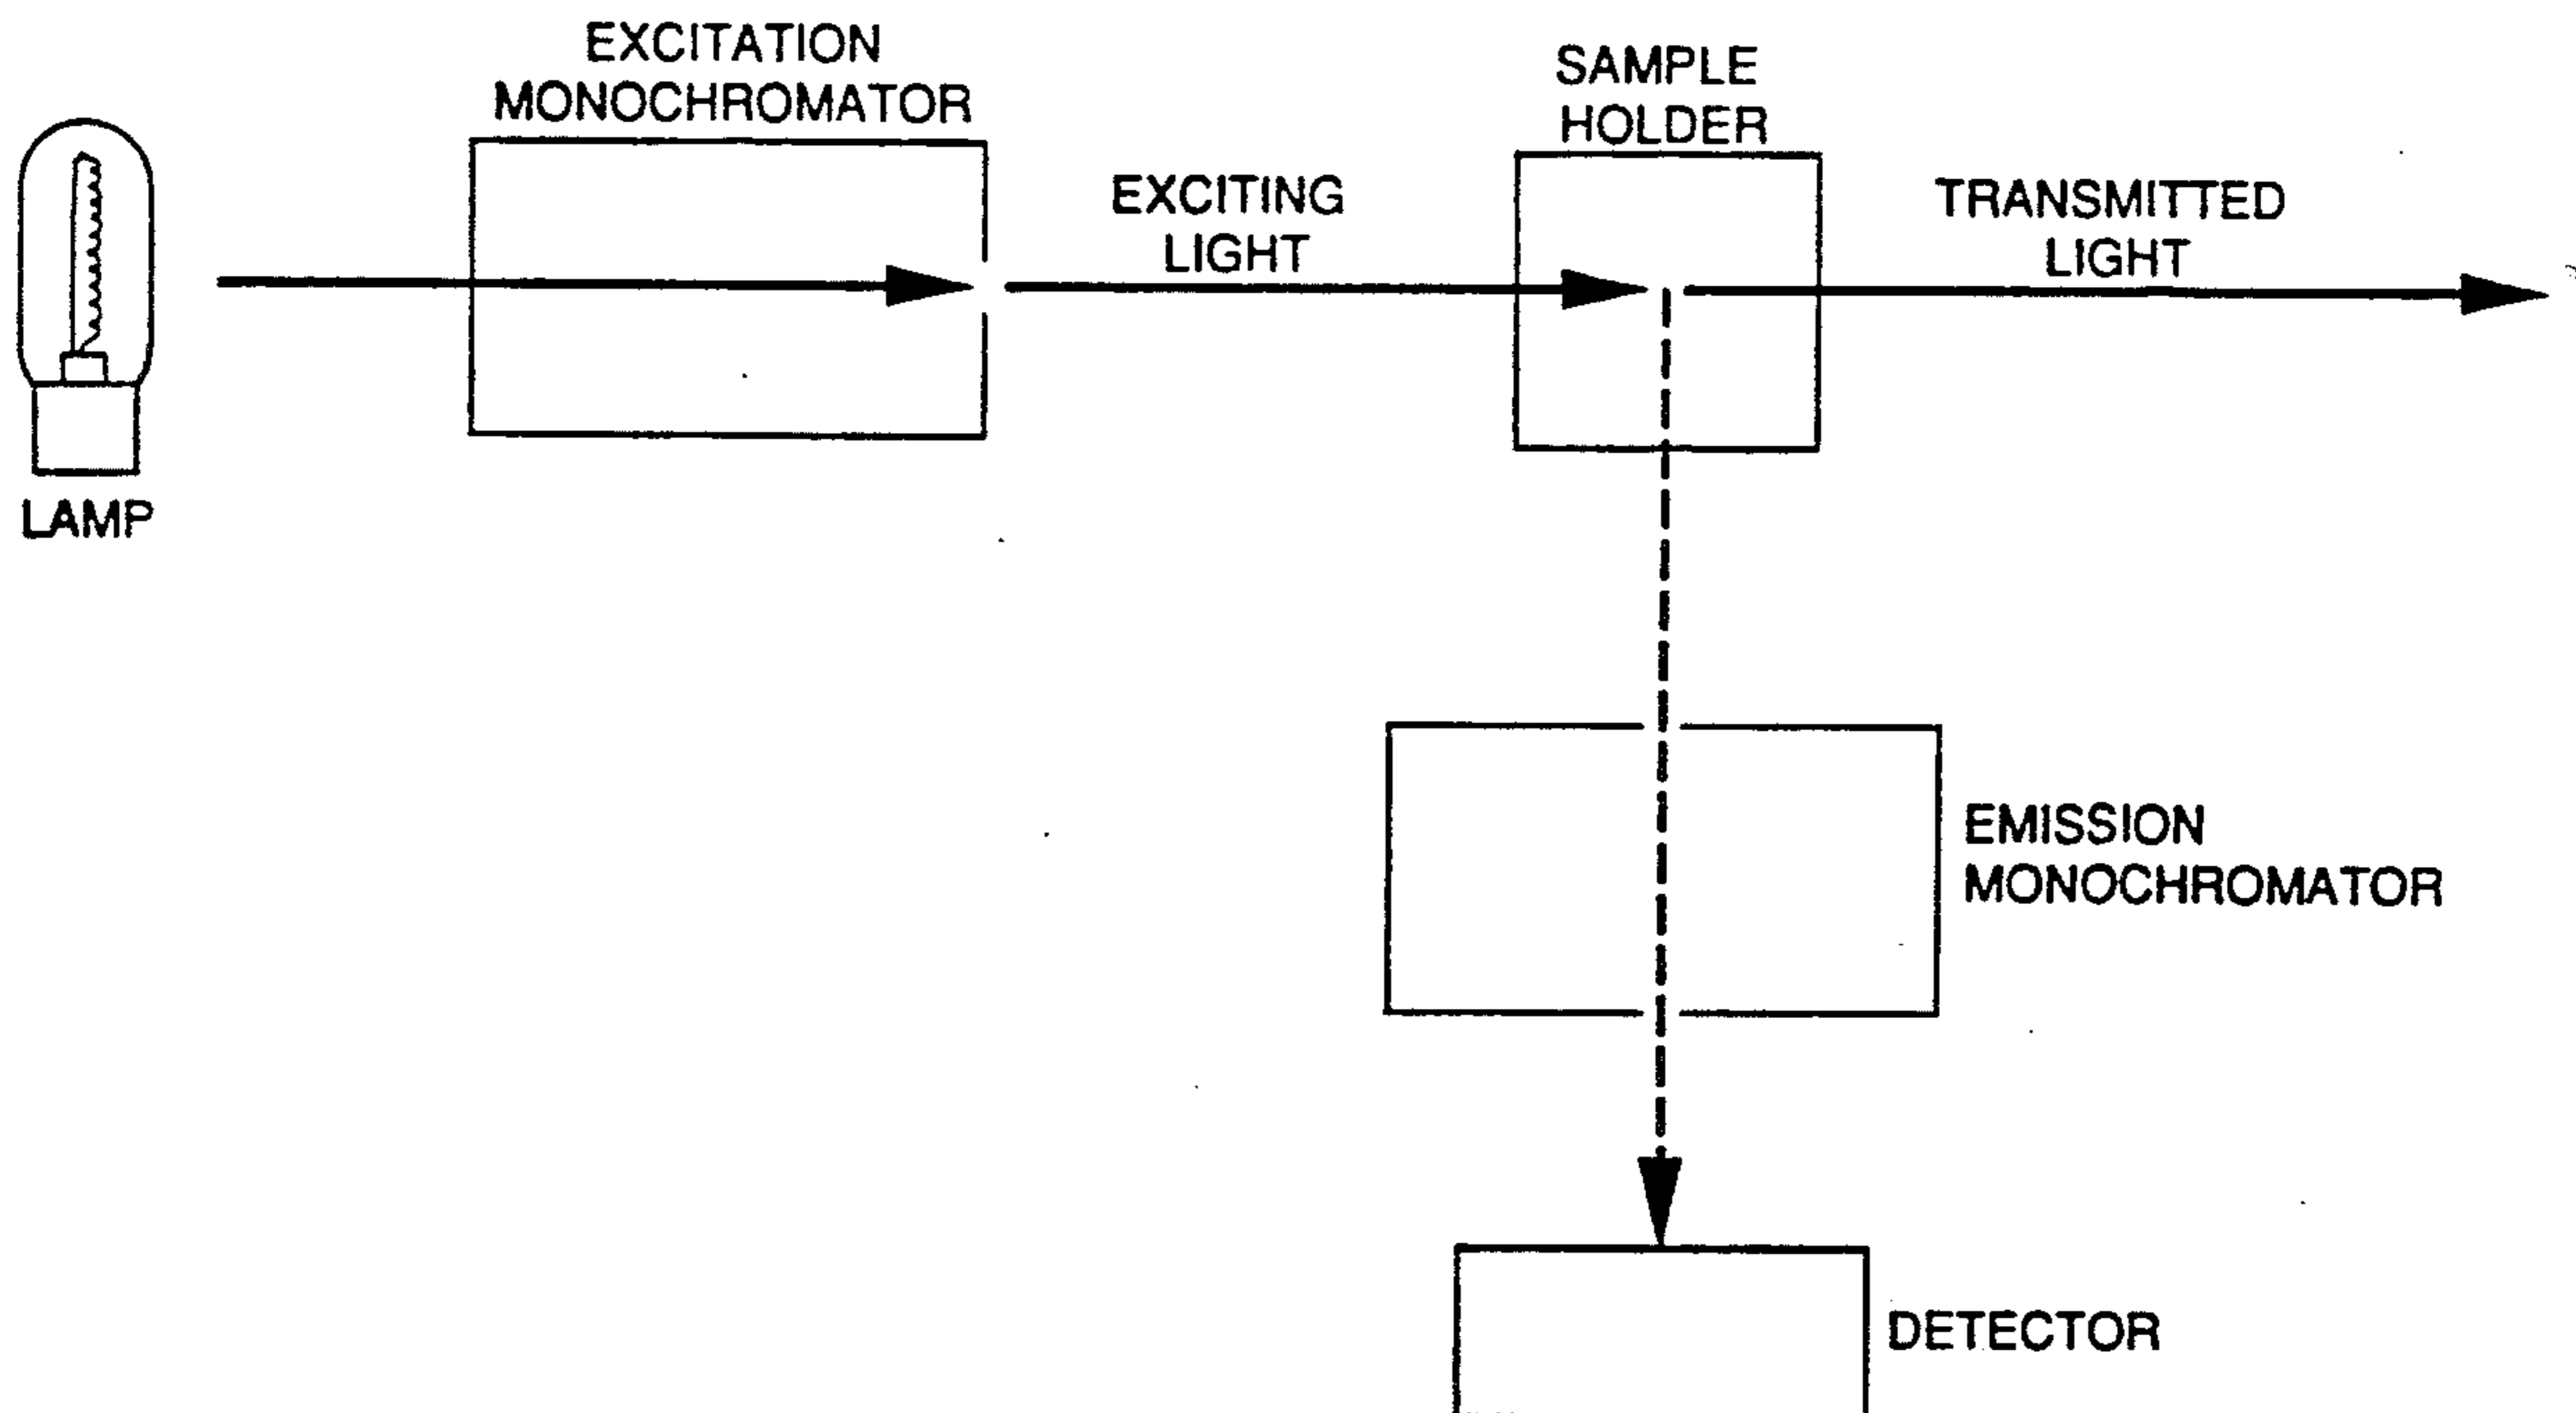 EXCITATION
MONOCHROMATOR
SAMPLE
HOLDER
EXCITING
LIGHT
TRANSMITTED
LIGHT
LAMP
EMISSION
MONOCHROMATOR
DETECTOR